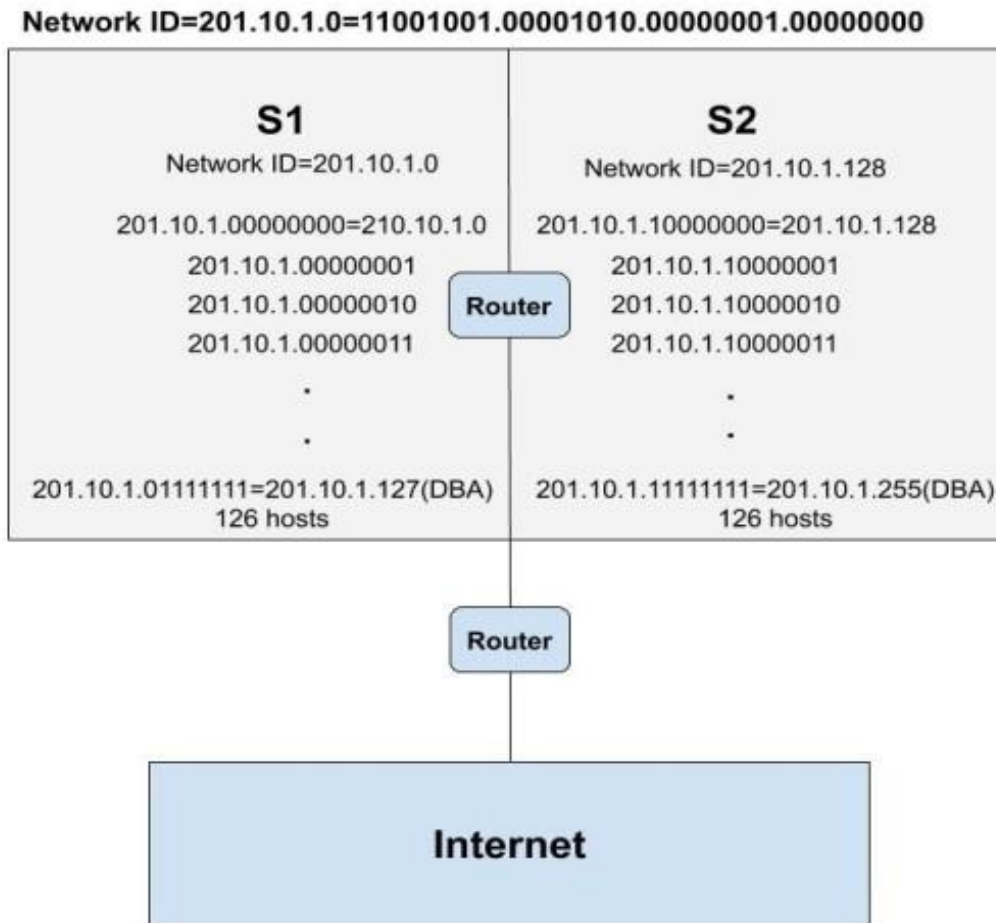 Network ID=201.10.1.0=11001001.00001010.00000001.00000000
S1
Network ID=201.10.1.0
201.10.1.00000000=210.10.1.0
201.10.1.00000001
201.10.1.00000010
201.10.1.00000011
.
.
201.10.1.01111111=201.10.1.127(DBA)
126 hosts
S2
Network ID=201.10.1.128
201.10.1.10000000=201.10.1.128
201.10.1.10000001
201.10.1.10000010
201.10.1.10000011
.
.
201.10.1.11111111=201.10.1.255(DBA)
126 hosts
Router
Router
Internet